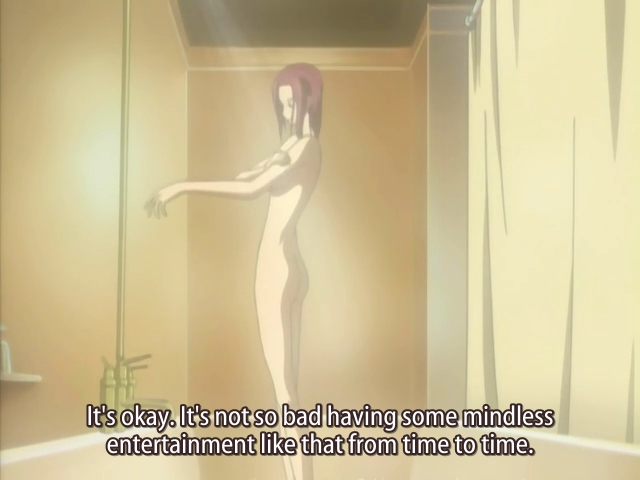 It's okay. It's not so bad having some mindless
entertainment like that from time to time.